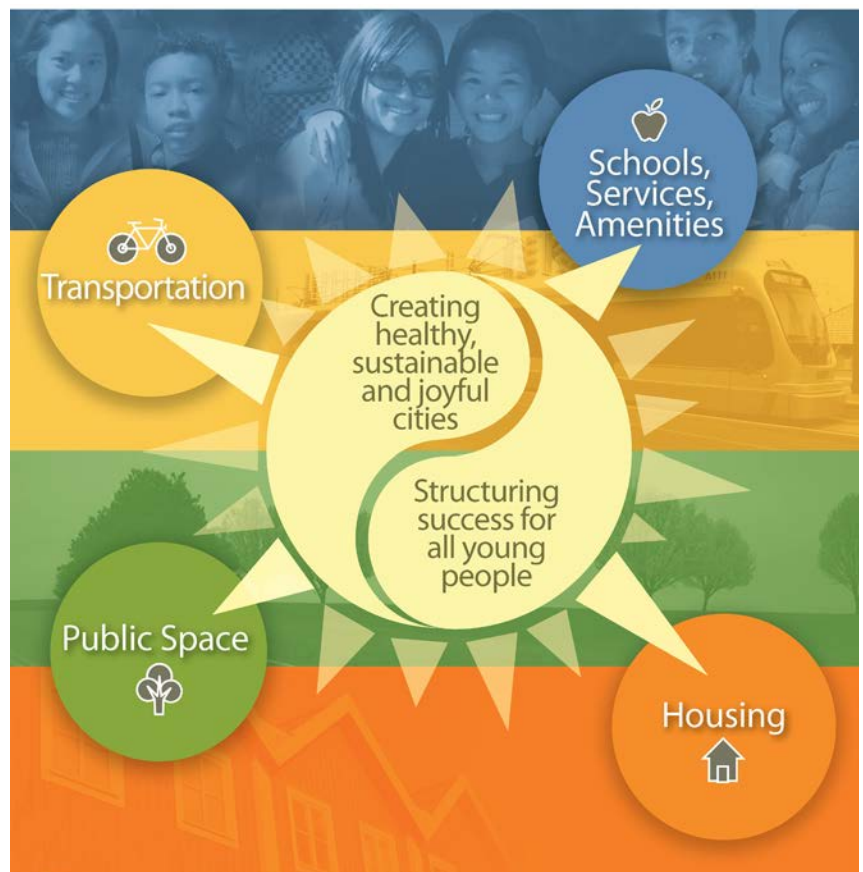 Schools,
Services,
Amenities
Transportation
Creating
healthy,
sustainable
and joyful
cities
Structuring
success for
all young
people
Public Space
Housing